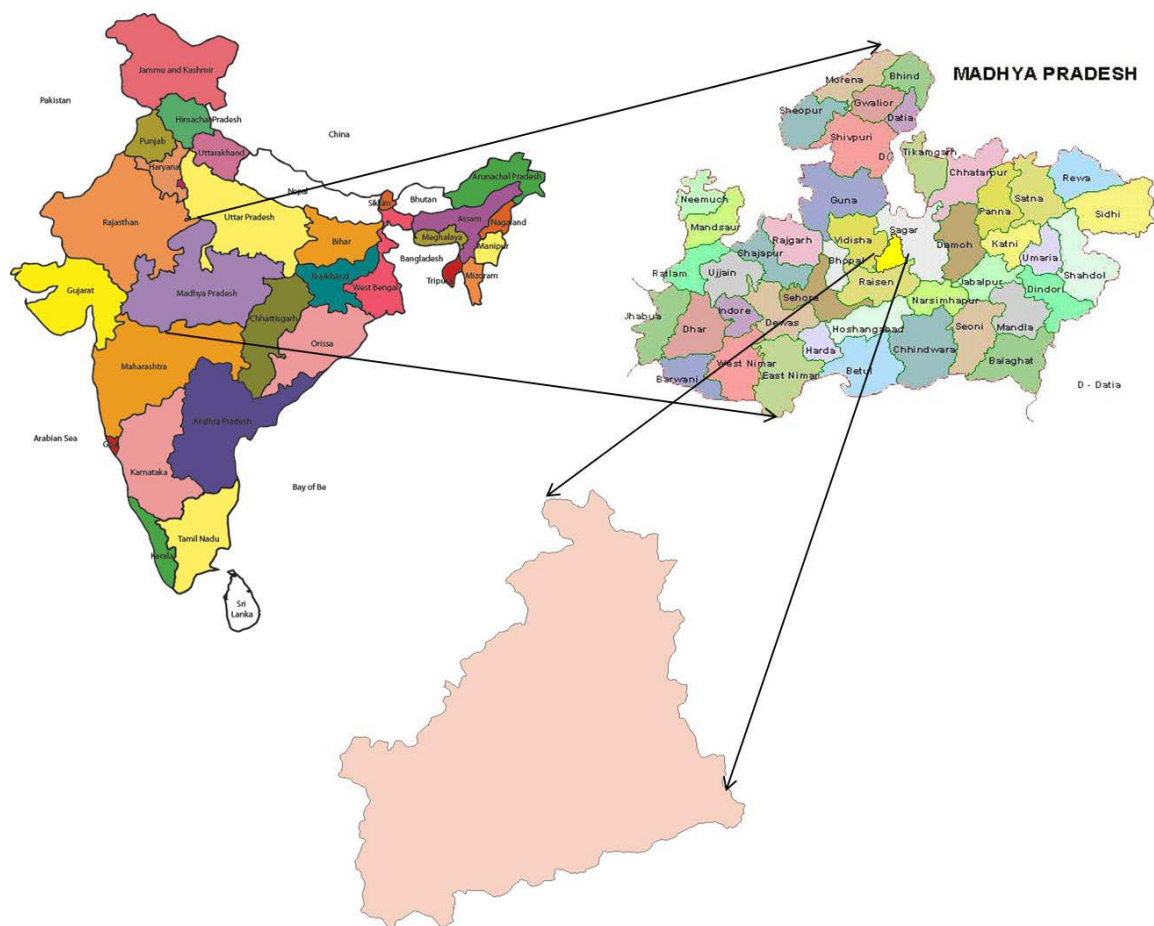 Jammu and Kashmir
Pakistan
Himachal Pradesh
China
Punjab
Uttarakhand
Haryana
Arunachal Pradesh
Nepal
Bhutan
Sikkim
Rajasthan
Uttar Pradesh
Assam
Nagaland
Bihar
Meghalaya
Manipur
Bangladesh
Jharkhand
Tripur
Mizoram
West Bengal
Gujarat
Madhya Pradesh
Chhattisgarh
Orissa
Maharashtra
Andhra Pradesh
Arabian Sea
G
Karnataka
Bay of Be
Tamil Nadu
Kerala
Sri
Lanka
MADHYA PRADESH
Morena
Bhind
Gwalior
Sheopur
Datia
Shivpuri
D
Tikamgarh
Chhatarpur
Rewa
Neemuch
Guna
Satna
Panna
Sidhi
Mandsaur
Sagar
Rajgarh
Vidisha
Damoh
Katni
Umaria
Shajapur
Bhopal
Ratlam
Ujjain
Raisen
Jabalpur
Shahdol
Dindor
Sehore
Narsimhapur
Jhabua
Indore
Dewas
Dhar
Hoshangabad
Seoni
Mandla
Harda
Chhindwara
Balaghat
West Nimar
East Nimar
Betul
Barwani
D - Datia